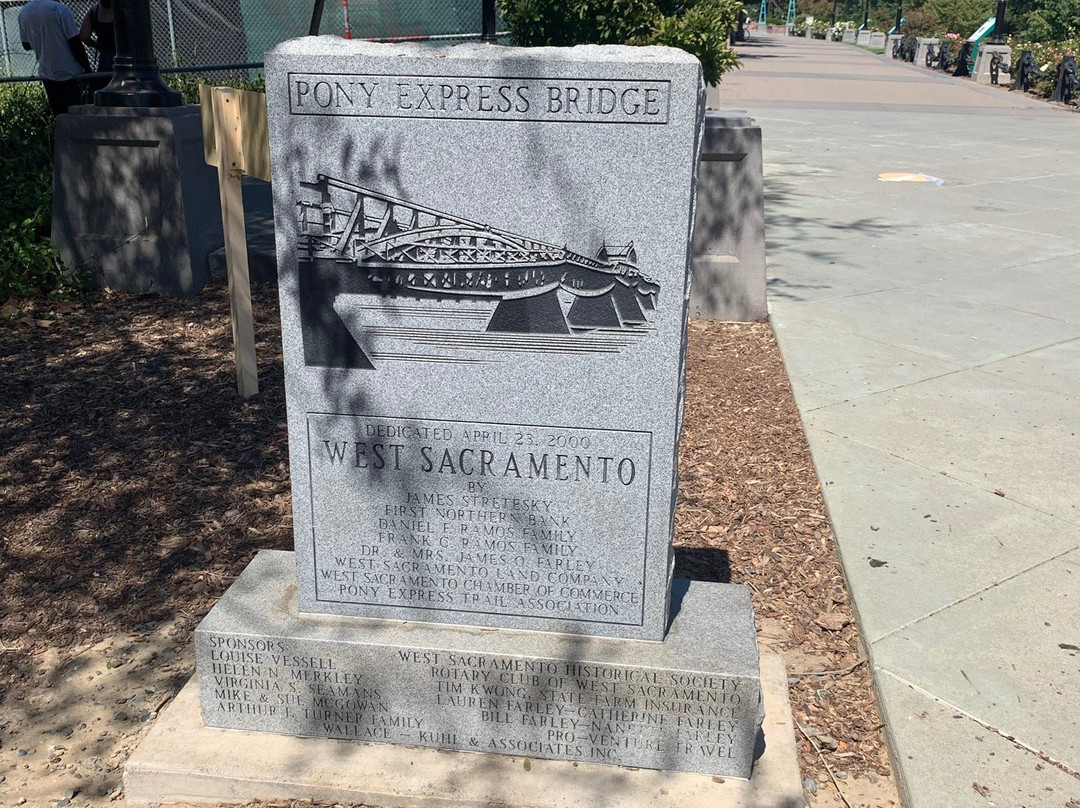 PONY EXPRESS BRIDGE
DEDICATED APRIL 23, 2000
WEST SACRAMENTO
BY
JAMES STRETESKY
FIRST NORTHERN BANK
DANIEL F. RAMOS FAMILY
FRANK C. RAMOS FAMILY
DR. & MRS. JAMES O. FARLEY
WEST SACRAMENTO LAND COMPANY
WEST SACRAMENTO CHAMBER OF COMMERCE
PONY EXPRESS TRAIL ASSOCIATION
SPONSORS:
LOUISE VESSELL
HELEN N. MERKLEY
VIRGINIA S. SEAMANS
MIKE & SUE MCGOWAN
ARTHUR F. TURNER FAMILY
WEST SACRAMENTO HISTORICAL SOCIETY
ROTARY CLUB OF WEST SACRAMENTO
TIM KWONG, STATE FARM INSURANCE
LAUREN FARLEY-CATHERINE FARLEY
BILL FARLEY- FARLEY
PRO-VENTURE TRAVEL
WALLACE - KUHL & ASSOCIATES INC.